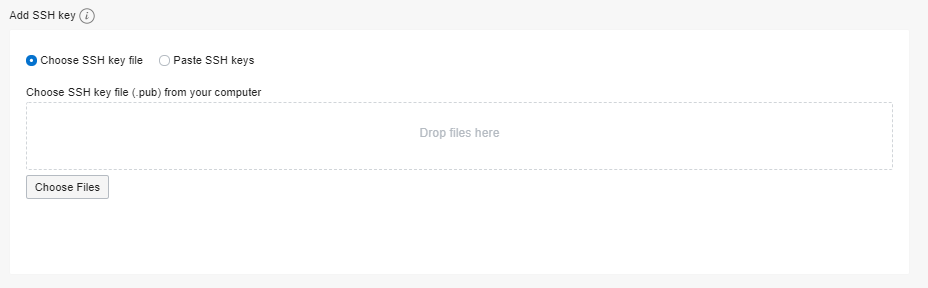 Add SSH key i
Choose SSH key file Paste SSH keys
Choose SSH key file (.pub) from your computer
Drop files here
Choose Files